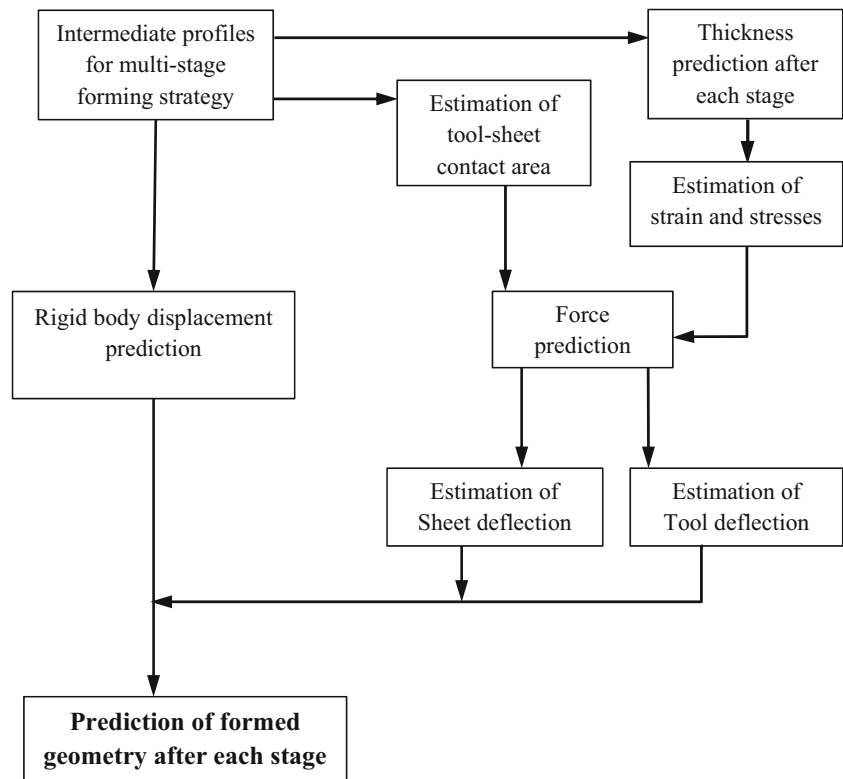 Intermediate profiles
for multi-stage
forming strategy
Thickness
prediction after
each stage
Estimation of
tool-sheet
contact area
Estimation of
strain and stresses
Rigid body displacement
prediction
Force
prediction
Estimation of
Sheet deflection
Estimation of
Tool deflection
Prediction of formed
geometry after each stage